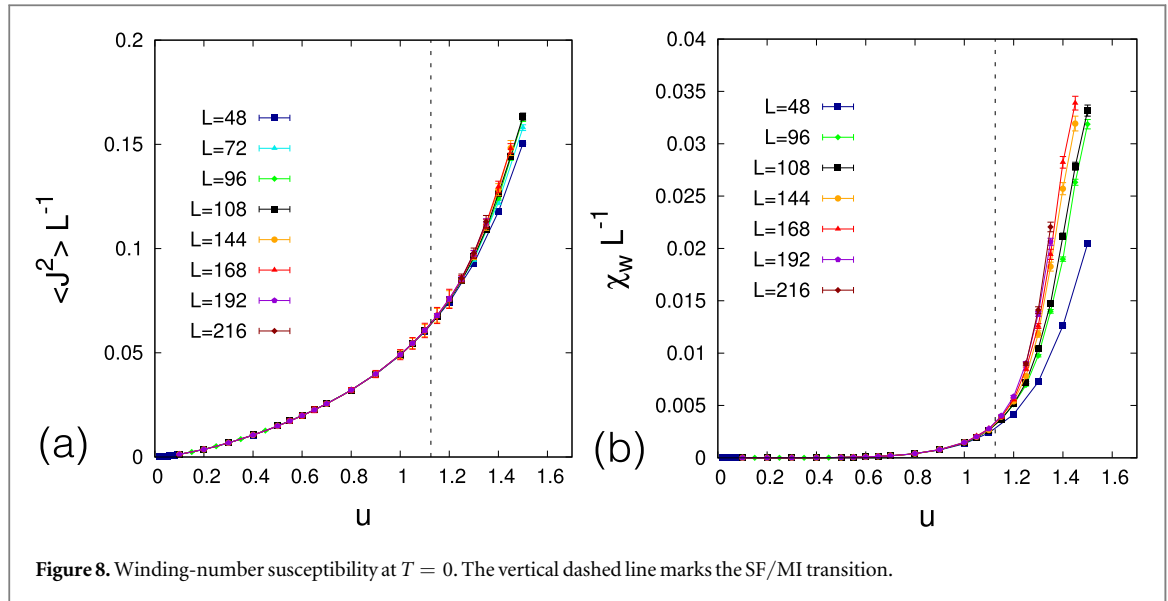 0.2
0.15
0.1
0.05
0
<J²> L⁻¹
L=48
L=72
L=96
L=108
L=144
L=168
L=192
L=216
(a)
0 0.2 0.4 0.6 0.8 1 1.2 1.4 1.6
u
0.04
0.035
0.03
0.025
0.02
0.015
0.01
0.005
0
χw L⁻¹
L=48
L=96
L=108
L=144
L=168
L=192
L=216
(b)
0 0.2 0.4 0.6 0.8 1.0 1.2 1.4 1.6
u
Figure 8. Winding-number susceptibility at T = 0. The vertical dashed line marks the SF/MI transition.